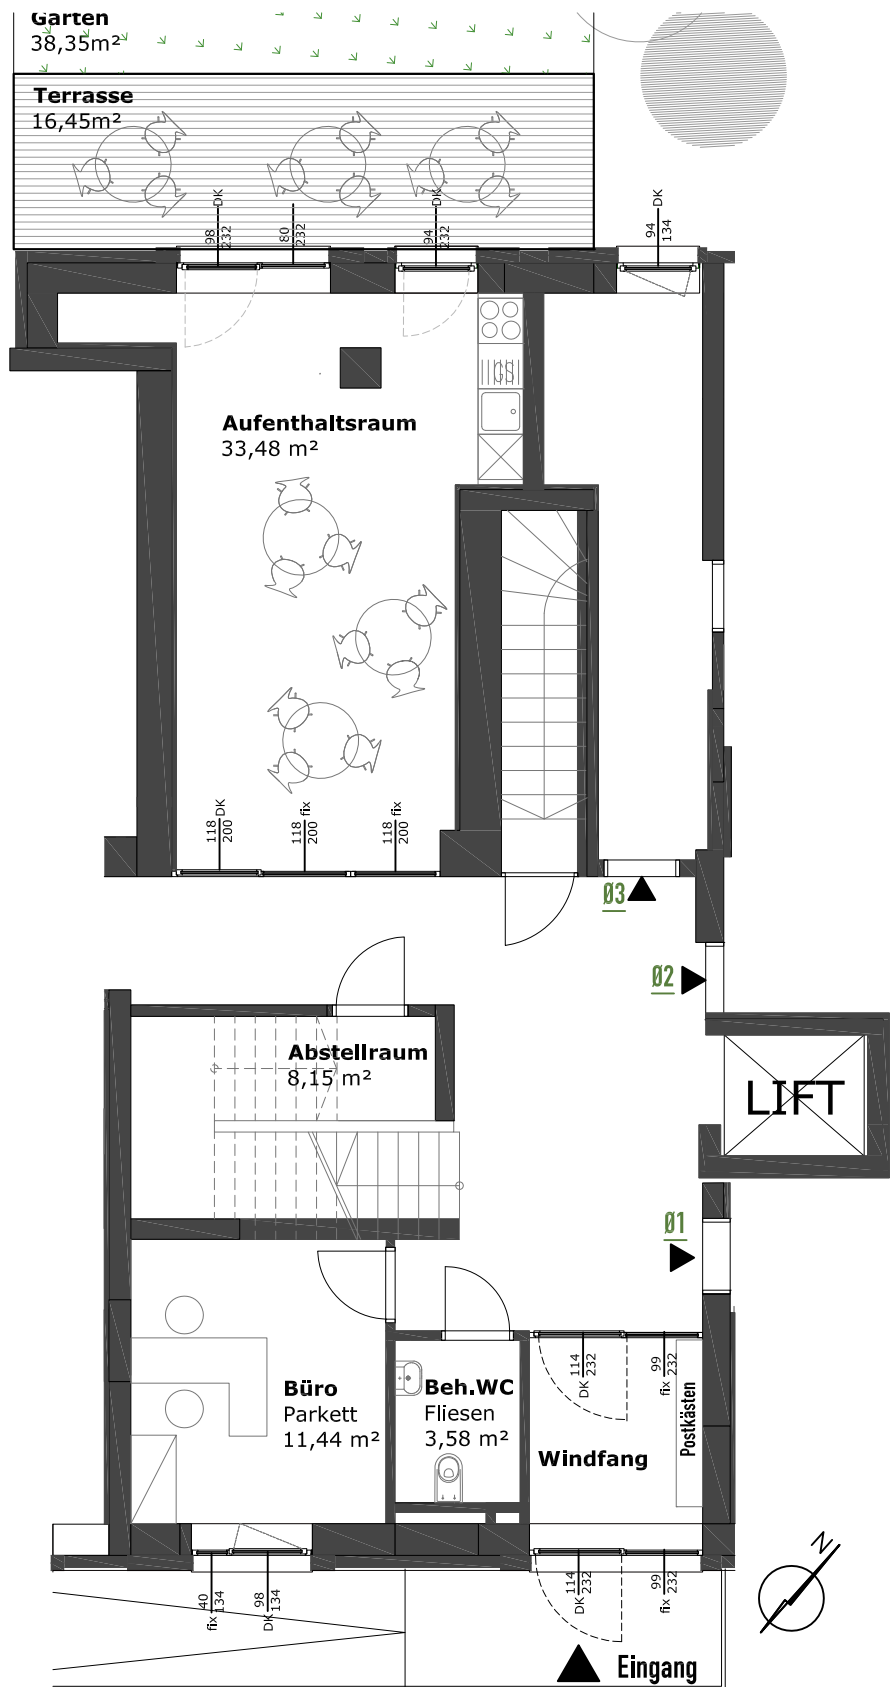 Garten
38,35m²
Terrasse
16,45m²
98 DK
232
80
232
94 DK
232
94 DK
134
GS
Aufenthaltsraum
33,48 m²
118 DK
200
118 fix
200
118 fix
200
Ø3
Ø2
Abstellraum
8,15 m²
LIFT
Ø1
DK 114
232
fix 99
232
Postkästen
Büro
Parkett
11,44 m²
Beh.WC
Fliesen
3,58 m²
Windfang
fix 40
134
DK 98
134
DK 114
232
fix 99
232
N
Eingang